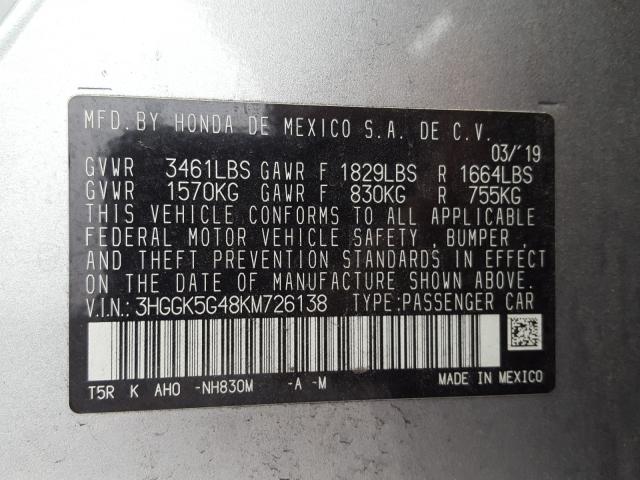 MFD. BY HONDA DE MEXICO S.A. DE C.V.
03/'19
GVWR 3461LBS GAWR F 1829LBS R 1664LBS
GVWR 1570KG GAWR F 830KG R 755KG
THIS VEHICLE CONFORMS TO ALL APPLICABLE
FEDERAL MOTOR VEHICLE SAFETY , BUMPER ,
AND THEFT PREVENTION STANDARDS IN EFFECT
ON THE DATE OF MANUFACTURE SHOWN ABOVE.
V.I.N.: 3HGGK5G48KM726138 TYPE:PASSENGER CAR
T5R K AHO -NH830M -A -M MADE IN MEXICO